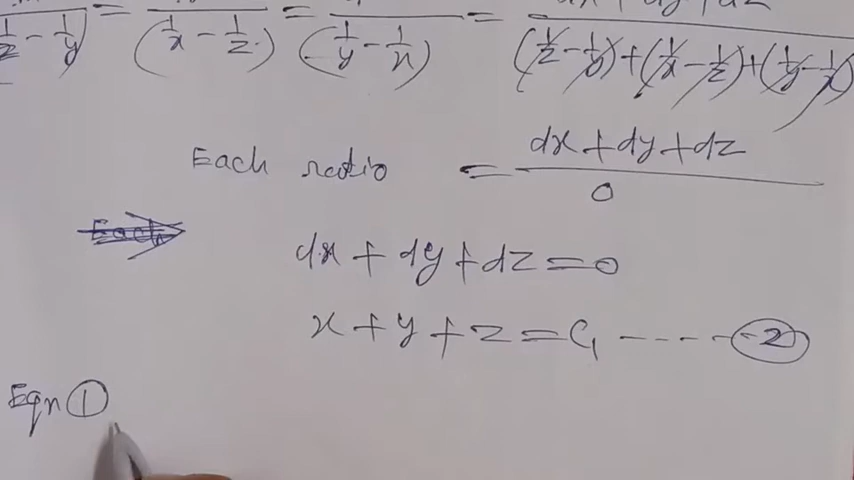 (1/z - 1/y) = (1/x - 1/z) = (1/y - 1/x) = (1/z - 1/y) + (1/x - 1/z) + (1/y - 1/x)
Each ratio = dx + dy + dz / 0
Each
dx + dy + dz = 0
x + y + z = C₁ ----- ②
Eqn ①